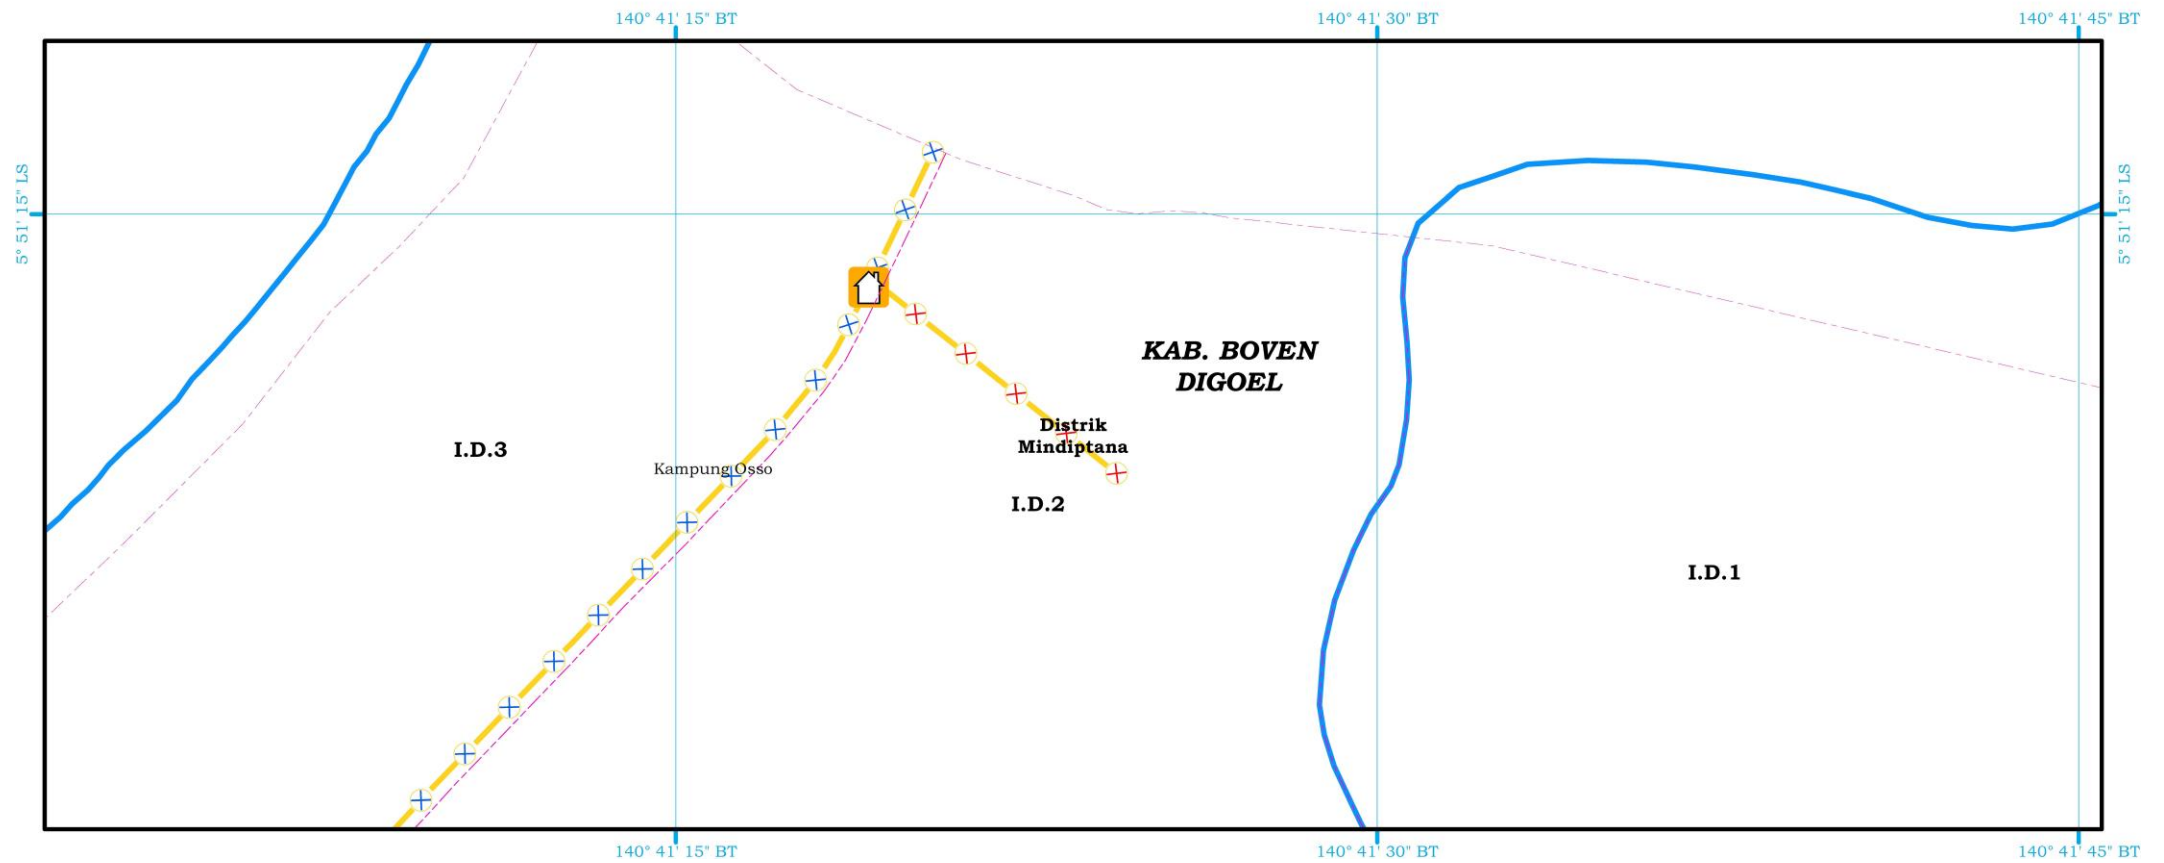 140° 41' 15" BT
140° 41' 30" BT
140° 41' 45" BT
5° 51' 15" LS
5° 51' 15" LS
KAB. BOVEN
DIGOEL
Distrik
Mindiptana
I.D.3
Kampung Osso
I.D.2
I.D.1
140° 41' 15" BT
140° 41' 30" BT
140° 41' 45" BT